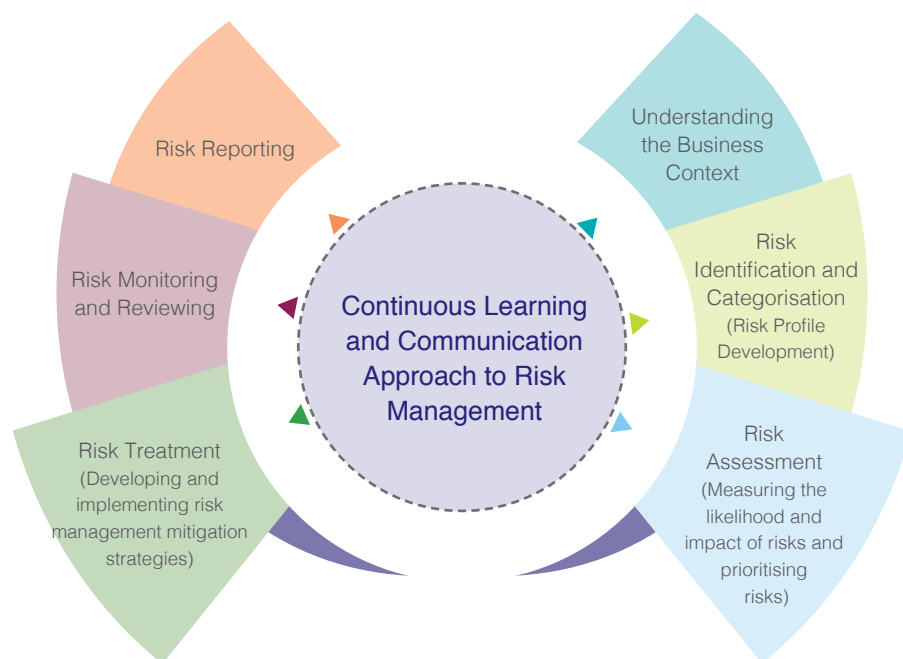 Risk Reporting
Understanding
the Business
Context
Risk Monitoring
and Reviewing
Continuous Learning
and Communication
Approach to Risk
Management
Risk
Identification and
Categorisation
(Risk Profile
Development)
Risk Treatment
(Developing and
implementing risk
management mitigation
strategies)
Risk
Assessment
(Measuring the
likelihood and
impact of risks and
prioritising
risks)